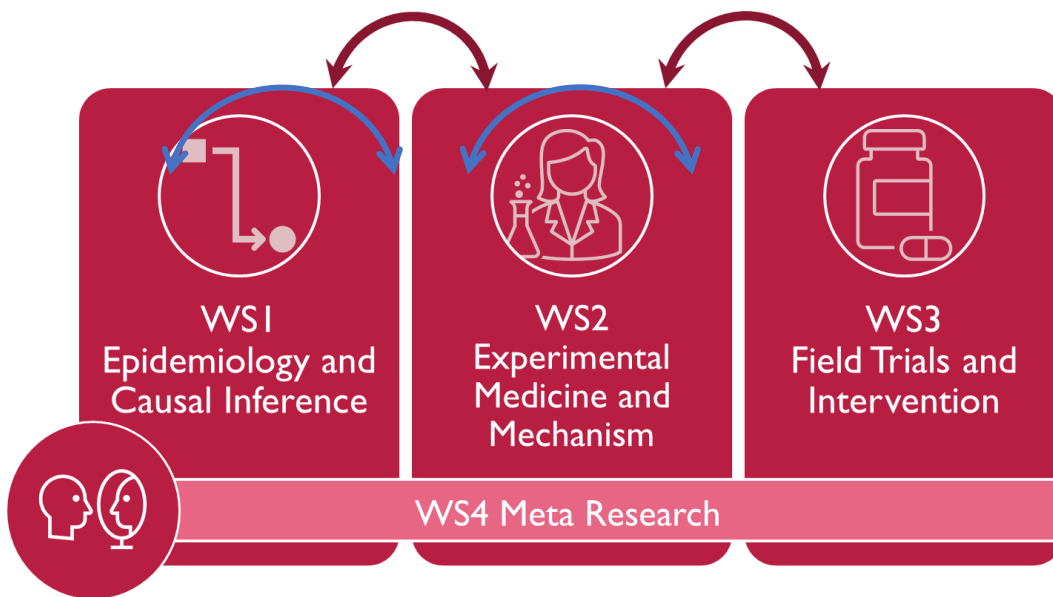 WS1
Epidemiology and
Causal Inference
WS2
Experimental
Medicine and
Mechanism
WS3
Field Trials and
Intervention
WS4 Meta Research